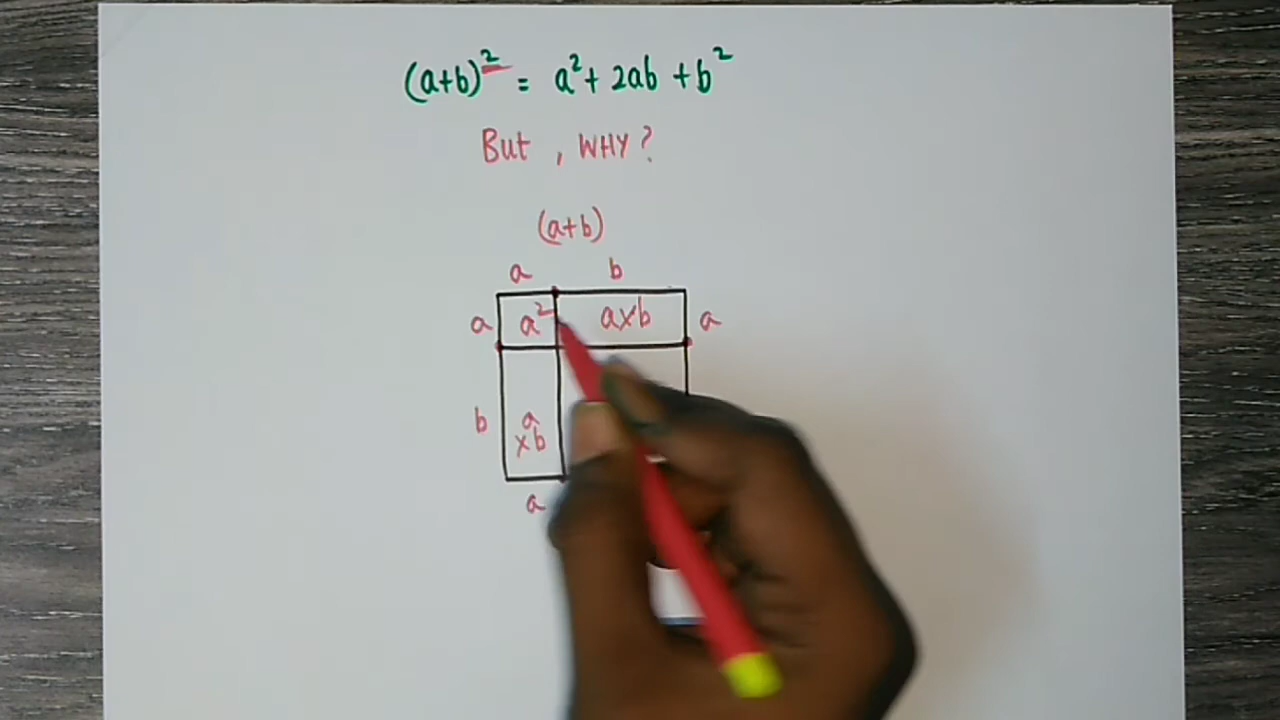 (a+b)² = a² + 2ab + b²
But , WHY ?
(a+b)
a b
a a² a×b a
b a
×b
a